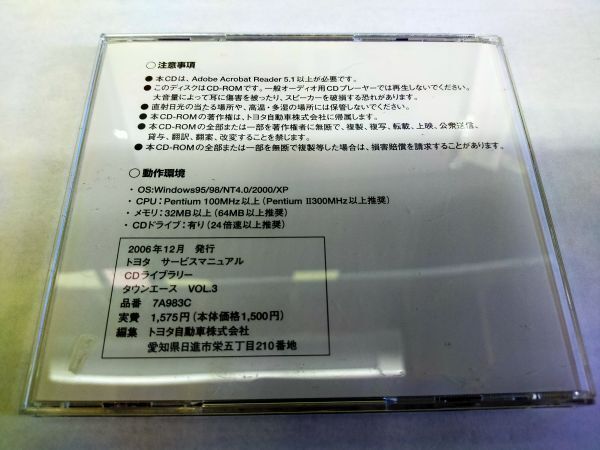 ○ 注意事項
● 本CDは、Adobe Acrobat Reader 5.1以上が必要です。
● このディスクはCD-ROMです。一般オーディオ用CDプレーヤーでは再生しないでください。
大音量によって耳に傷害を被ったり、スピーカーを破損する恐れがあります。
● 直射日光の当たる場所や、高温・多湿の場所には保管しないでください。
● 本CD-ROMの著作権は、トヨタ自動車株式会社に帰属します。
● 本CD-ROMの全部または一部を著作権者に無断で、複製、複写、転載、上映、公衆送信、
貸与、翻訳、翻案、改変することを禁じます。
● 本CD-ROMの全部または一部を無断で複製等した場合は、損害賠償を請求することがあります。
○ 動作環境
・OS:Windows95/98/NT4.0/2000/XP
・CPU：Pentium 100MHz以上（Pentium II300MHz以上推奨）
・メモリ：32MB以上（64MB以上推奨）
・CDドライブ：有り（24倍速以上推奨）
2006年12月 発行
トヨタ サービスマニュアル
CDライブラリー
タウンエース VOL.3
品番 7A983C
実費 1,575円（本体価格1,500円）
編集 トヨタ自動車株式会社
愛知県日進市栄五丁目210番地